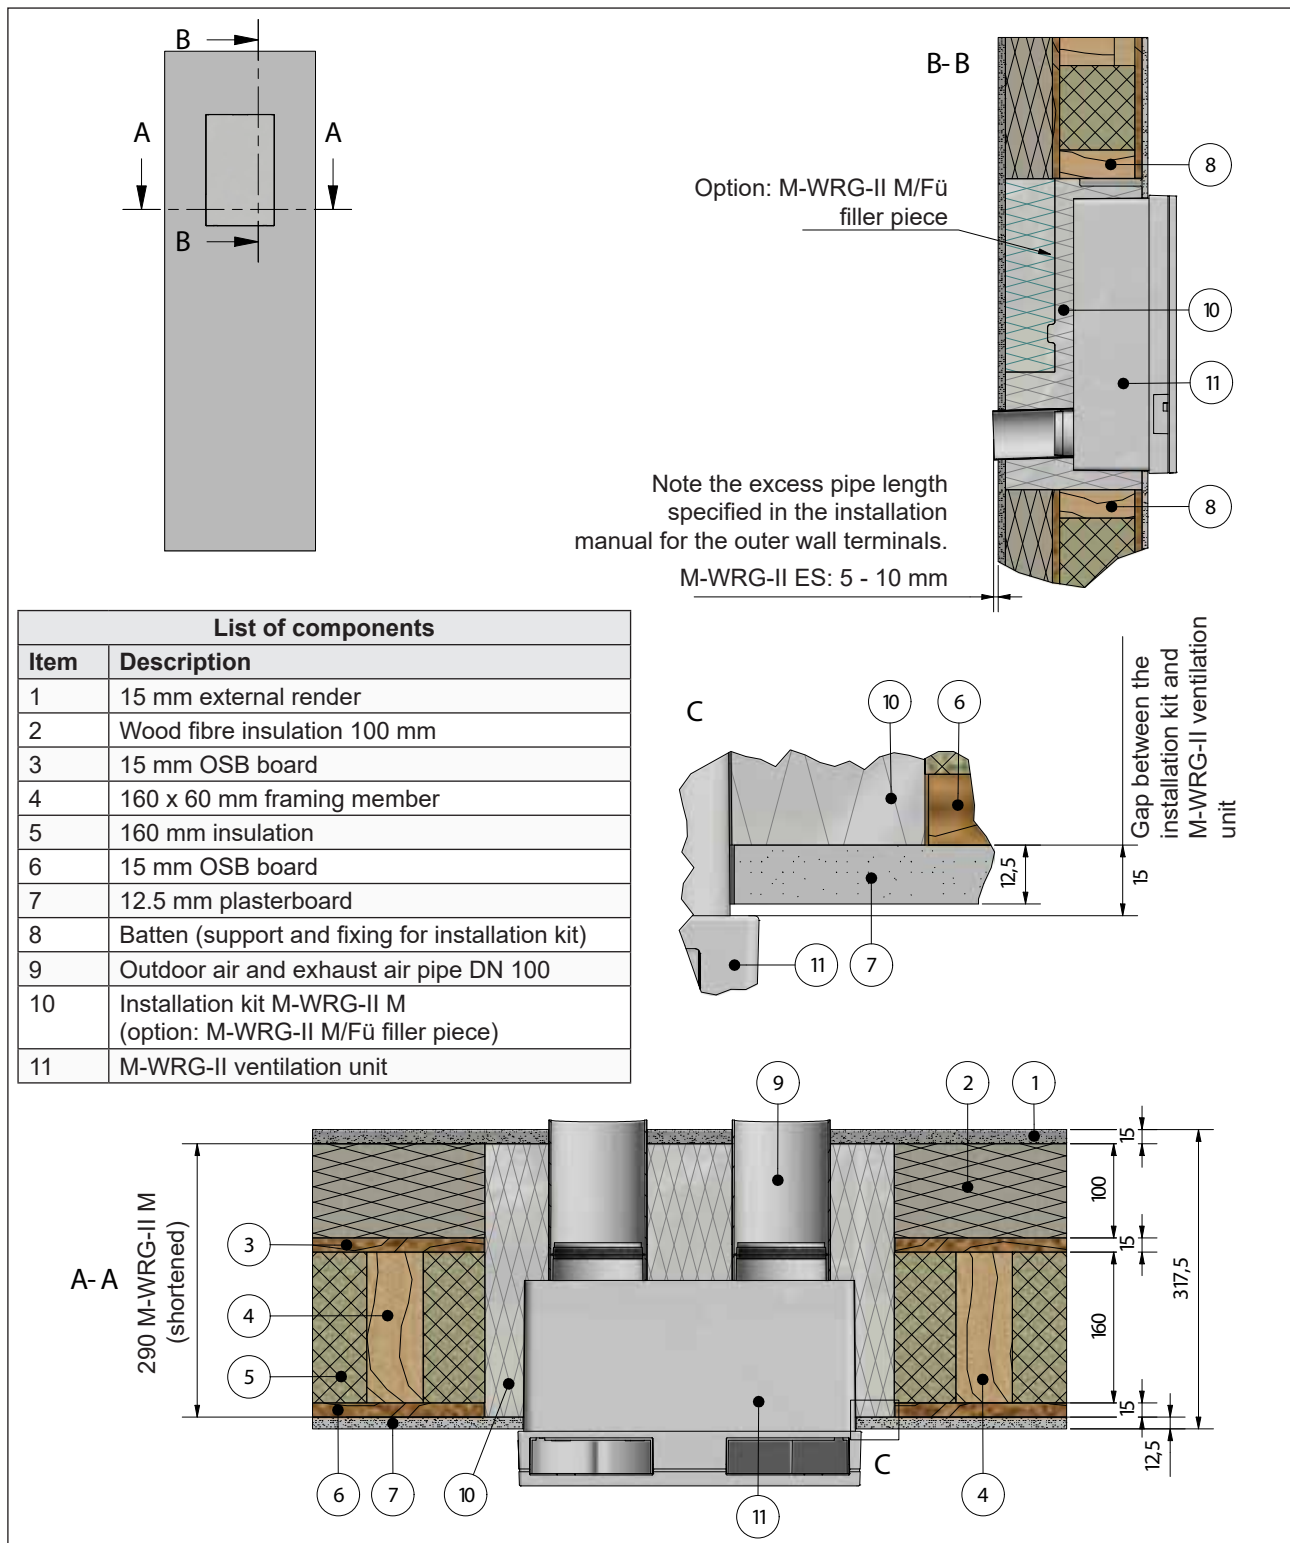 B
A
A
B
B-B
8
Option: M-WRG-II M/Fü
filler piece
10
11
Note the excess pipe length
specified in the installation
manual for the outer wall terminals.
M-WRG-II ES: 5 - 10 mm
8
List of components
Item Description
1 15 mm external render
2 Wood fibre insulation 100 mm
3 15 mm OSB board
4 160 x 60 mm framing member
5 160 mm insulation
6 15 mm OSB board
7 12.5 mm plasterboard
8 Batten (support and fixing for installation kit)
9 Outdoor air and exhaust air pipe DN 100
10 Installation kit M-WRG-II M
(option: M-WRG-II M/Fü filler piece)
11 M-WRG-II ventilation unit
C
10
6
12,5
15
Gap between the
installation kit and
M-WRG-II ventilation
unit
11
7
9
2
1
A-A
290 M-WRG-II M
(shortened)
3
4
5
15
100
15
160
15
12,5
317,5
6
7
10
11
C
4